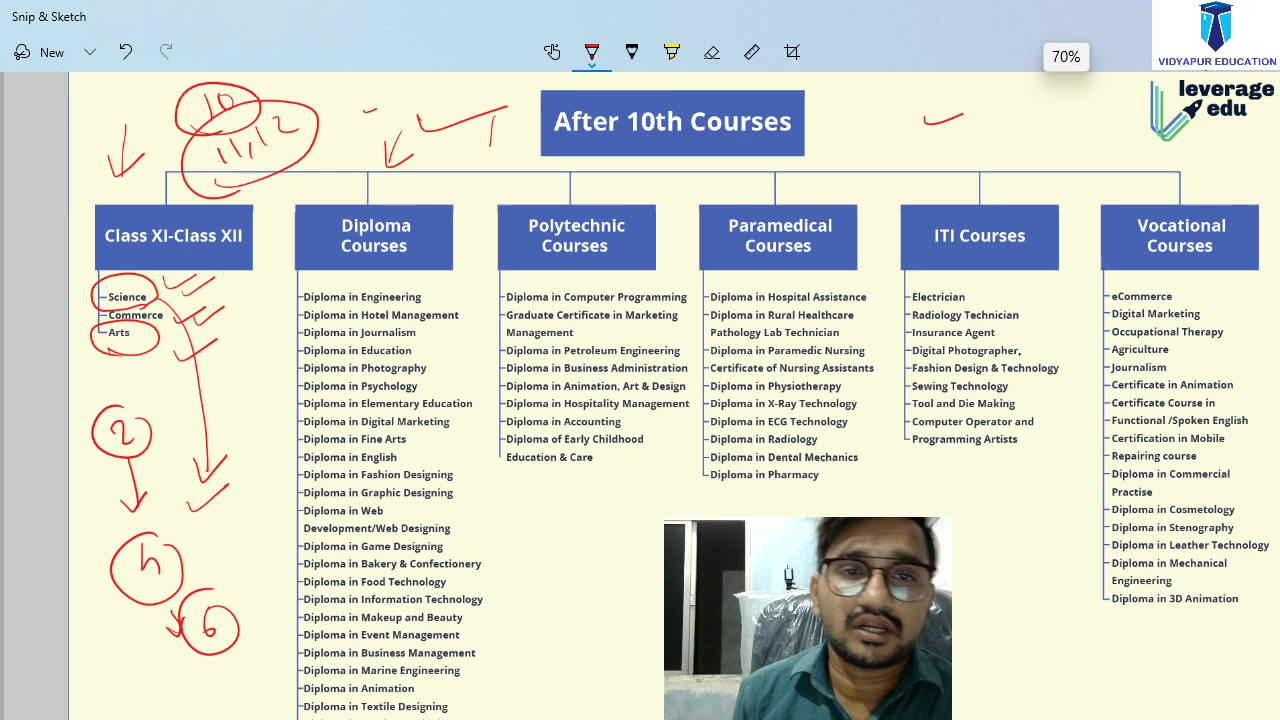 Snip & Sketch
New
70%
VIDYAPUR EDUCATION
leverage
edu
After 10th Courses
10
11,12
Class XI-Class XII
Science
Commerce
Arts
2
6
Diploma
Courses
Diploma in Engineering
Diploma in Hotel Management
Diploma in Journalism
Diploma in Education
Diploma in Photography
Diploma in Psychology
Diploma in Elementary Education
Diploma in Digital Marketing
Diploma in Fine Arts
Diploma in English
Diploma in Fashion Designing
Diploma in Graphic Designing
Diploma in Web
Development/Web Designing
Diploma in Game Designing
Diploma in Bakery & Confectionery
Diploma in Food Technology
Diploma in Information Technology
Diploma in Makeup and Beauty
Diploma in Event Management
Diploma in Business Management
Diploma in Marine Engineering
Diploma in Animation
Diploma in Textile Designing
Polytechnic
Courses
Diploma in Computer Programming
Graduate Certificate in Marketing
Management
Diploma in Petroleum Engineering
Diploma in Business Administration
Diploma in Animation, Art & Design
Diploma in Hospitality Management
Diploma in Accounting
Diploma of Early Childhood
Education & Care
Paramedical
Courses
Diploma in Hospital Assistance
Diploma in Rural Healthcare
Pathology Lab Technician
Diploma in Paramedic Nursing
Certificate of Nursing Assistants
Diploma in Physiotherapy
Diploma in X-Ray Technology
Diploma in ECG Technology
Diploma in Radiology
Diploma in Dental Mechanics
Diploma in Pharmacy
ITI Courses
Electrician
Radiology Technician
Insurance Agent
Digital Photographer,
Fashion Design & Technology
Sewing Technology
Tool and Die Making
Computer Operator and
Programming Artists
Vocational
Courses
eCommerce
Digital Marketing
Occupational Therapy
Agriculture
Journalism
Certificate in Animation
Certificate Course in
Functional /Spoken English
Certification in Mobile
Repairing course
Diploma in Commercial
Practise
Diploma in Cosmetology
Diploma in Stenography
Diploma in Leather Technology
Diploma in Mechanical
Engineering
Diploma in 3D Animation